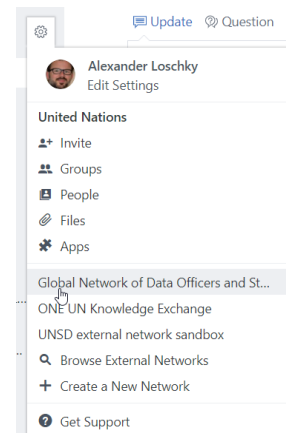 Update Question
Alexander Loschky
Edit Settings
United Nations
Invite
Groups
People
Files
Apps
Global Network of Data Officers and St...
ONE UN Knowledge Exchange
UNSD external network sandbox
Browse External Networks
Create a New Network
Get Support